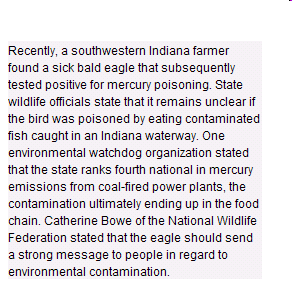 Recently, a southwestern Indiana farmer
found a sick bald eagle that subsequently
tested positive for mercury poisoning. State
wildlife officials state that it remains unclear if
the bird was poisoned by eating contaminated
fish caught in an Indiana waterway. One
environmental watchdog organization stated
that the state ranks fourth national in mercury
emissions from coal-fired power plants, the
contamination ultimately ending up in the food
chain. Catherine Bowe of the National Wildlife
Federation stated that the eagle should send
a strong message to people in regard to
environmental contamination.